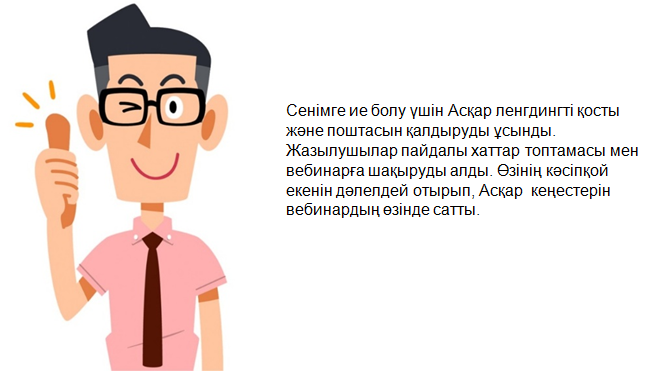 Сенімге ие болу үшін Асқар ленгдингті қосты
және поштасын қалдыруды ұсынды.
Жазылушылар пайдалы хаттар топтамасы мен
вебинарға шақыруды алды. Өзінің кәсіпқой
екенін дәлелдей отырып, Асқар кеңестерін
вебинардың өзінде сатты.